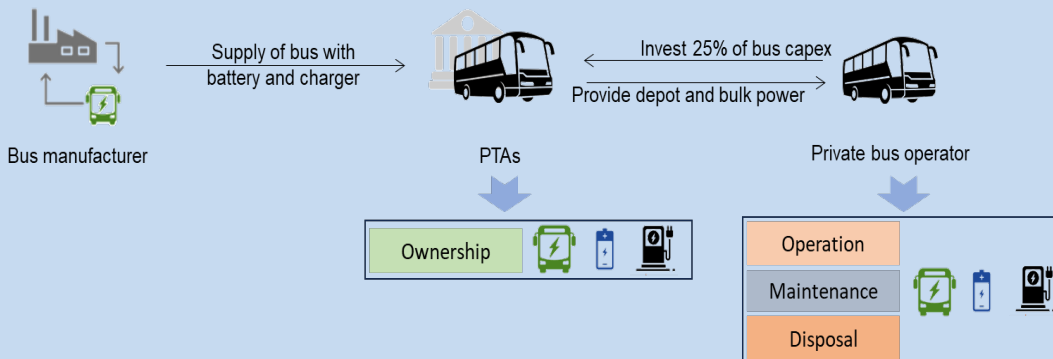 Supply of bus with
battery and charger
Invest 25% of bus capex
Provide depot and bulk power
Bus manufacturer
PTAs
Private bus operator
Ownership
Operation
Maintenance
Disposal